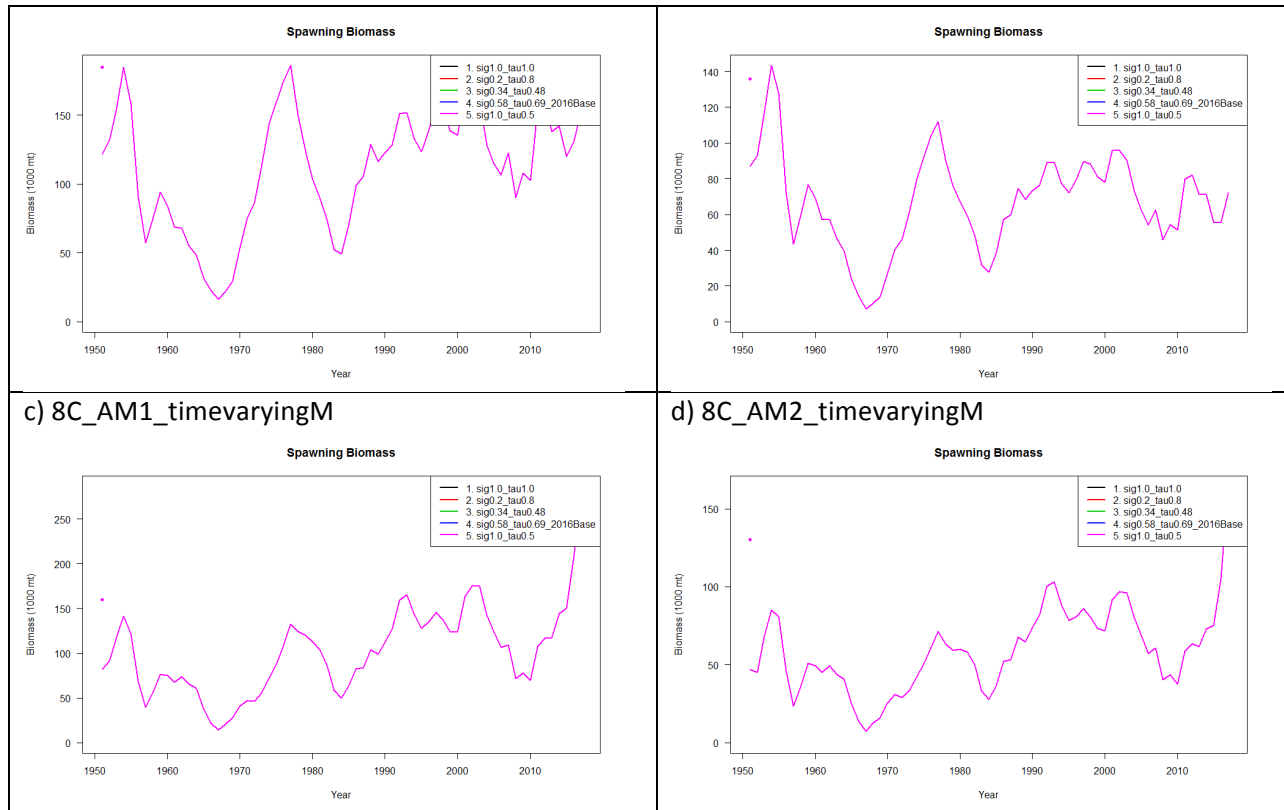 Spawning Biomass
1. sig1.0_tau1.0
2. sig0.2_tau0.8
3. sig0.34_tau0.48
4. sig0.58_tau0.69_2016Base
5. sig1.0_tau0.5
Biomass (1000 mt)
150
100
50
0
1950 1960 1970 1980 1990 2000 2010
Year
Spawning Biomass
1. sig1.0_tau1.0
2. sig0.2_tau0.8
3. sig0.34_tau0.48
4. sig0.58_tau0.69_2016Base
5. sig1.0_tau0.5
Biomass (1000 mt)
140
120
100
80
60
40
20
0
1950 1960 1970 1980 1990 2000 2010
Year
c) 8C_AM1_timevaryingM
Spawning Biomass
1. sig1.0_tau1.0
2. sig0.2_tau0.8
3. sig0.34_tau0.48
4. sig0.58_tau0.69_2016Base
5. sig1.0_tau0.5
Biomass (1000 mt)
250
200
150
100
50
0
1950 1960 1970 1980 1990 2000 2010
Year
d) 8C_AM2_timevaryingM
Spawning Biomass
1. sig1.0_tau1.0
2. sig0.2_tau0.8
3. sig0.34_tau0.48
4. sig0.58_tau0.69_2016Base
5. sig1.0_tau0.5
Biomass (1000 mt)
150
100
50
0
1950 1960 1970 1980 1990 2000 2010
Year